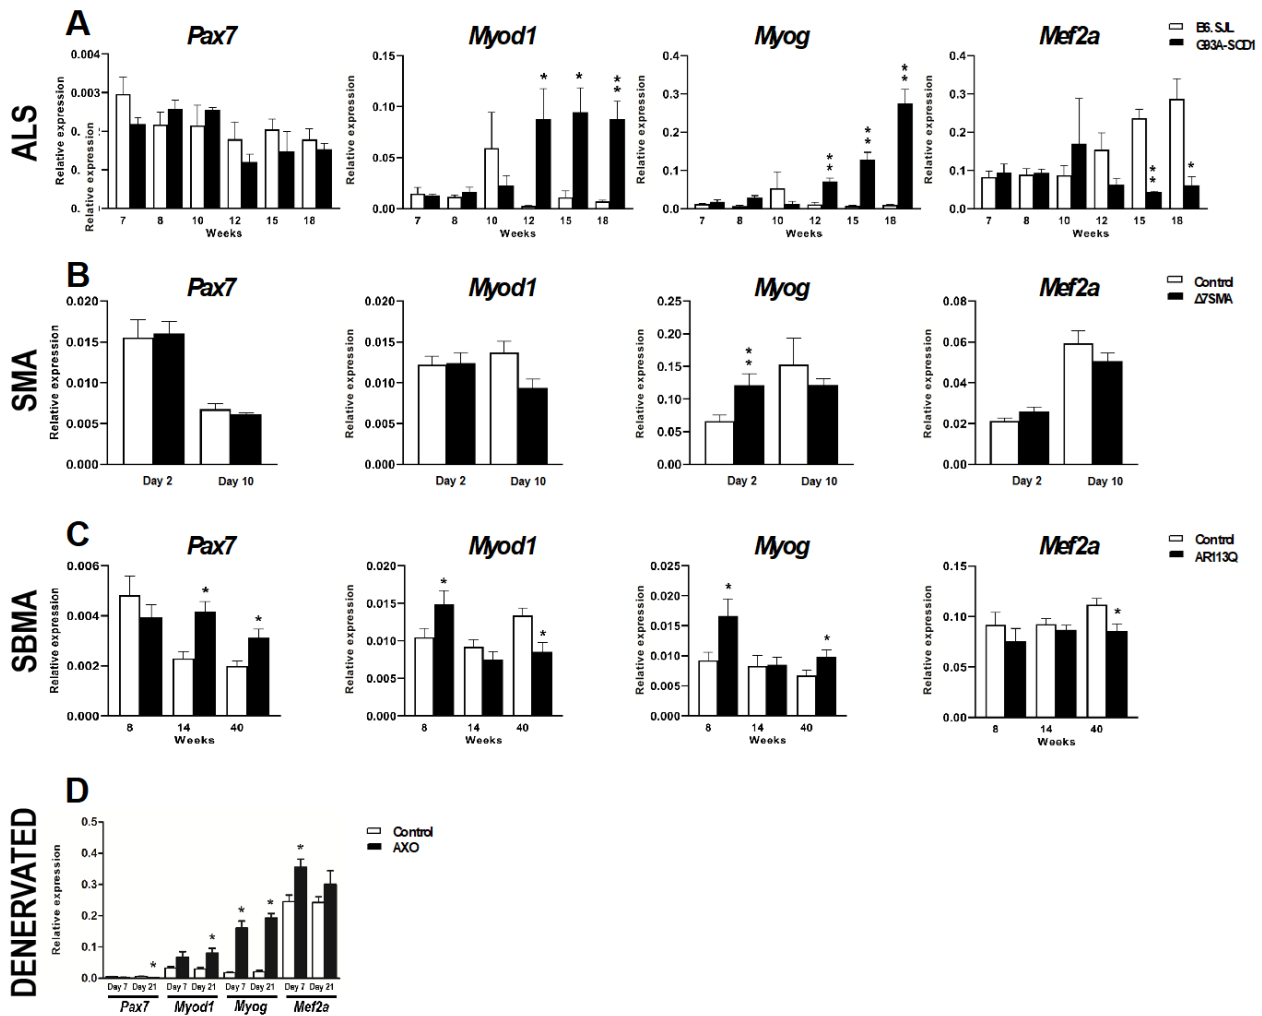 A
Pax7
Myod1
Myog
Mef2a
B6.SJL
G93A-SOD1
ALS
Relative expression
Relative expression
0.004
0.003
0.
0.
7 8 10 12 15 18
Weeks
Relative expression
0.15
0.10
0.05
0.00
7 8 10 12 15 18
Weeks
* * **
Relative expression
0.4
0.3
0.2
0.1
0.0
7 8 10 12 15 18
Weeks
** ** **
Relative expression
0.4
0.3
0.2
0.1
0.0
7 8 10 12 15 18
Weeks
** *
B
Pax7
Myod1
Myog
Mef2a
Control
Δ7SMA
SMA
Relative expression
0.020
0.015
0.010
0.005
0.000
Day 2 Day 10
Relative expression
0.020
0.015
0.010
0.005
0.000
Day 2 Day 10
Relative expression
0.25
0.20
0.15
0.10
0.05
0.00
Day 2 Day 10
**
Relative expression
0.08
0.06
0.04
0.02
0.00
Day 2 Day 10
C
Pax7
Myod1
Myog
Mef2a
Control
AR113Q
SBMA
Relative expression
0.006
0.004
0.002
0.000
8 14 40
Weeks
* *
Relative expression
0.020
0.015
0.010
0.005
0.000
8 14 40
Weeks
* *
Relative expression
0.025
0.020
0.015
0.010
0.005
0.000
8 14 40
Weeks
* *
Relative expression
0.15
0.10
0.05
0.00
8 14 40
Weeks
*
D
Control
AXO
DENERVATED
Relative expression
0.5
0.4
0.3
0.2
0.1
0.0
* * * * *
Day 7 Day 21 Day 7 Day 21 Day 7 Day 21 Day 7 Day 21
Pax7 Myod1 Myog Mef2a